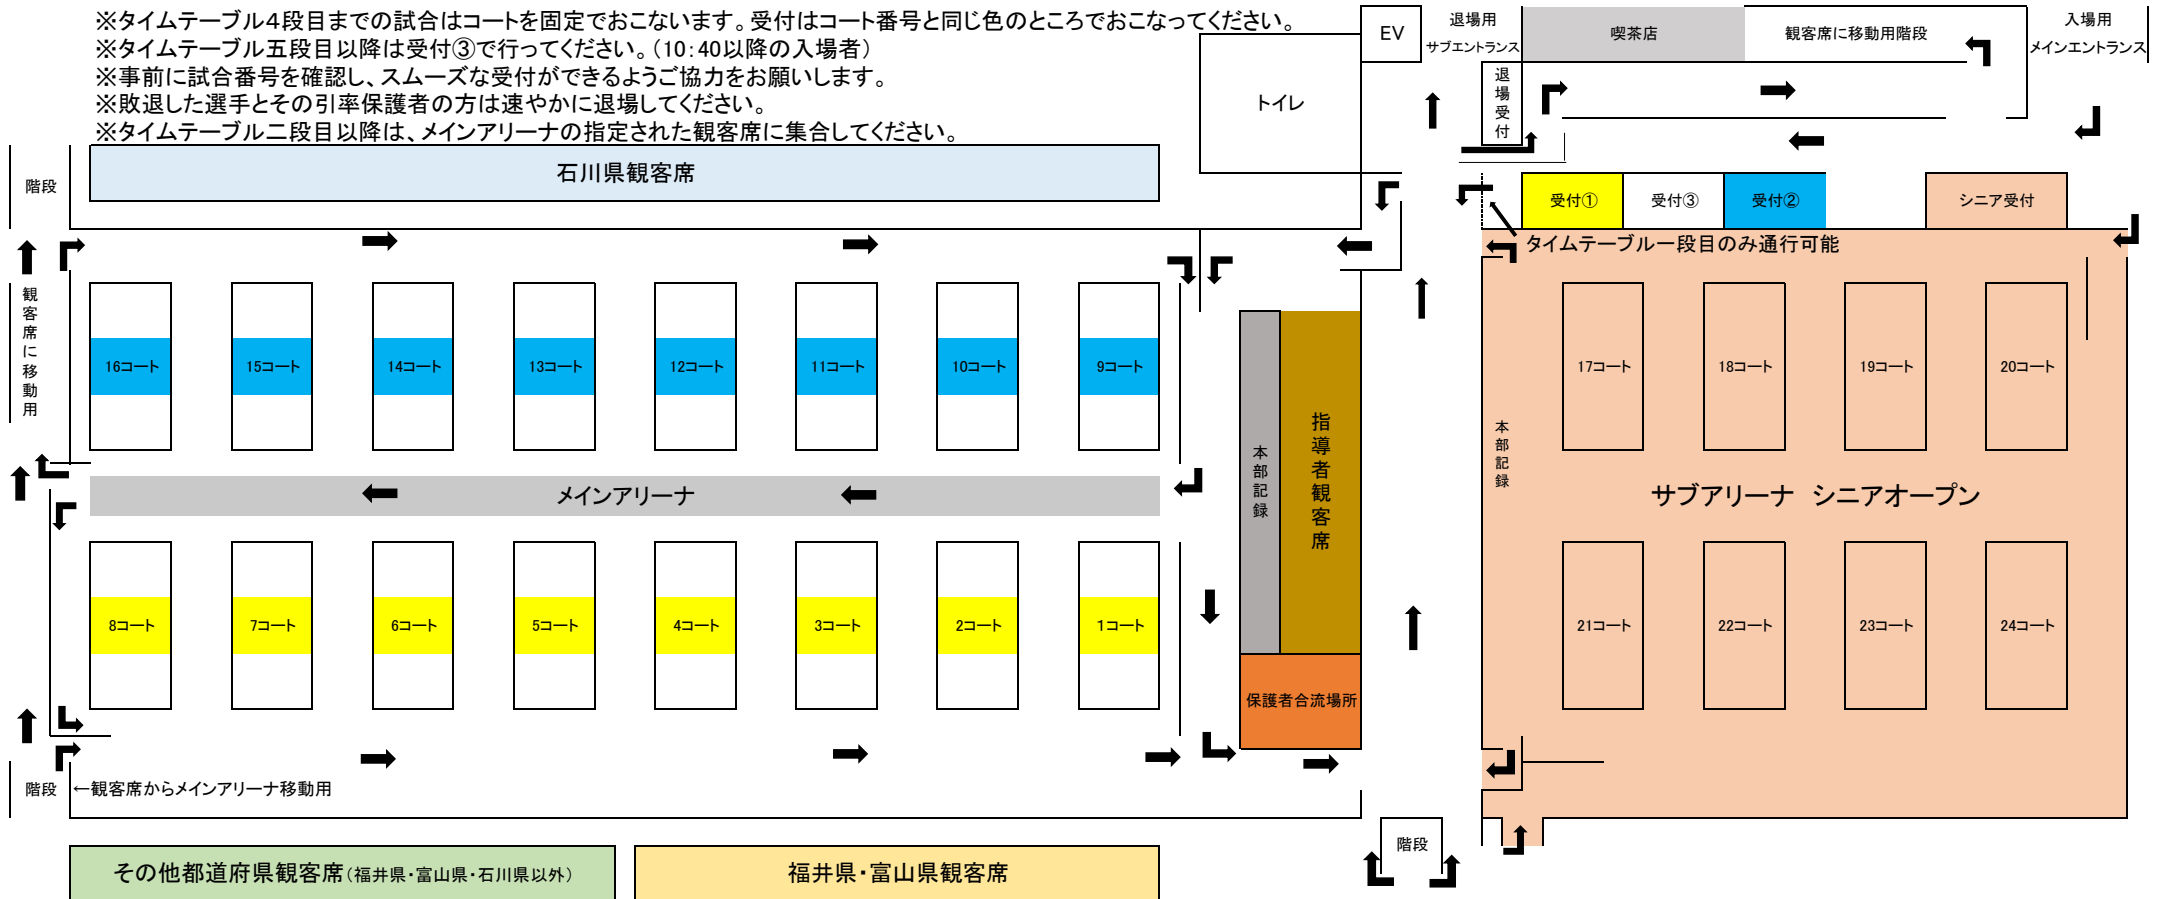 ※タイムテーブル４段目までの試合はコートを固定でおこないます。受付はコート番号と同じ色のところでおこなってください。
※タイムテーブル五段目以降は受付③で行ってください。（10：40以降の入場者）
※事前に試合番号を確認し、スムーズな受付ができるようご協力をお願いします。
※敗退した選手とその引率保護者の方は速やかに退場してください。
※タイムテーブル二段目以降は、メインアリーナの指定された観客席に集合してください。
EV
退場用
サブエントランス
喫茶店
観客席に移動用階段
入場用
メインエントランス
トイレ
退場受付
階段
石川県観客席
受付①
受付③
受付②
シニア受付
タイムテーブル一段目のみ通行可能
観客席に移動用
16コート
15コート
14コート
13コート
12コート
11コート
10コート
9コート
17コート
18コート
19コート
20コート
本部記録
指導者観客席
本部記録
メインアリーナ
サブアリーナ　シニアオープン
8コート
7コート
6コート
5コート
4コート
3コート
2コート
1コート
21コート
22コート
23コート
24コート
保護者合流場所
階段
←観客席からメインアリーナ移動用
階段
その他都道府県観客席（福井県・富山県・石川県以外）
福井県・富山県観客席